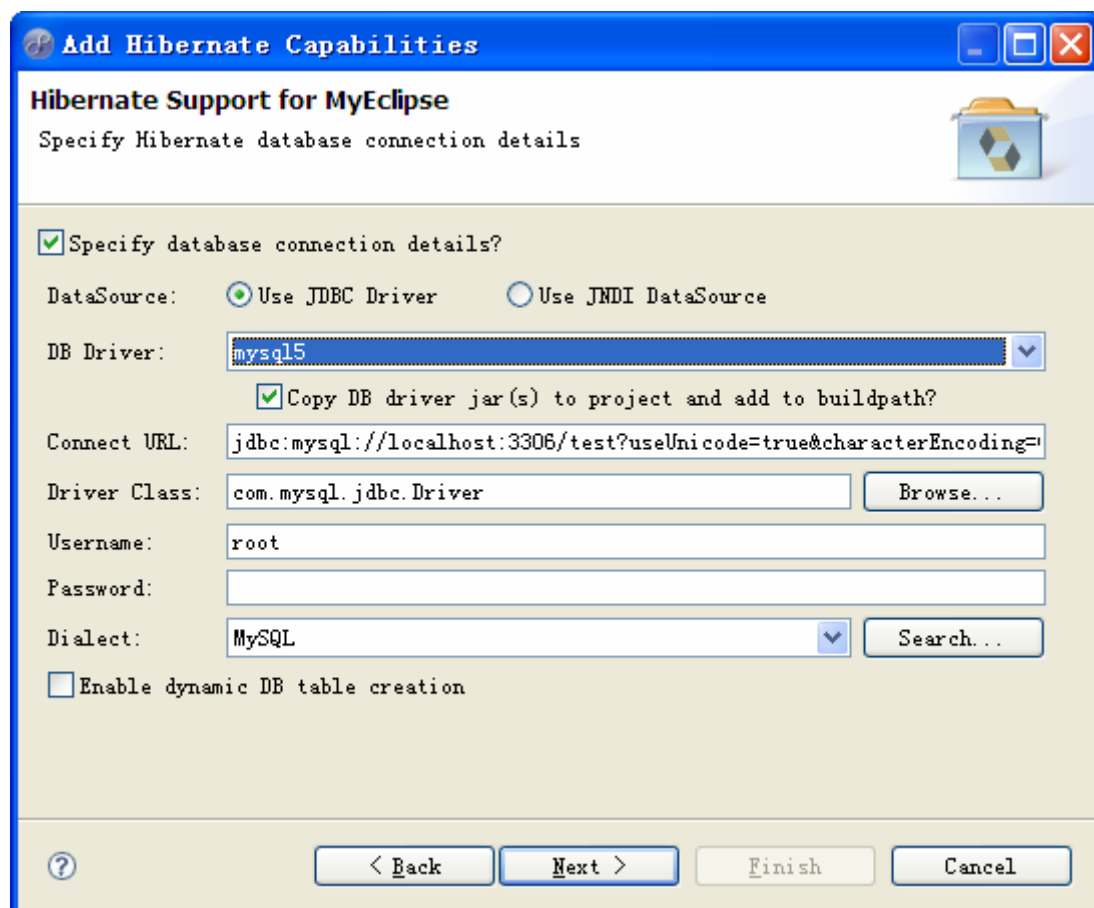 Add Hibernate Capabilities
Hibernate Support for MyEclipse
Specify Hibernate database connection details
Specify database connection details?
DataSource: Use JDBC Driver Use JNDI DataSource
DB Driver: mysql5
Copy DB driver jar(s) to project and add to buildpath?
Connect URL: jdbc:mysql://localhost:3306/test?useUnicode=true&characterEncoding=
Driver Class: com.mysql.jdbc.Driver Browse...
Username: root
Password:
Dialect: MySQL Search...
Enable dynamic DB table creation
? < Back Next > Finish Cancel